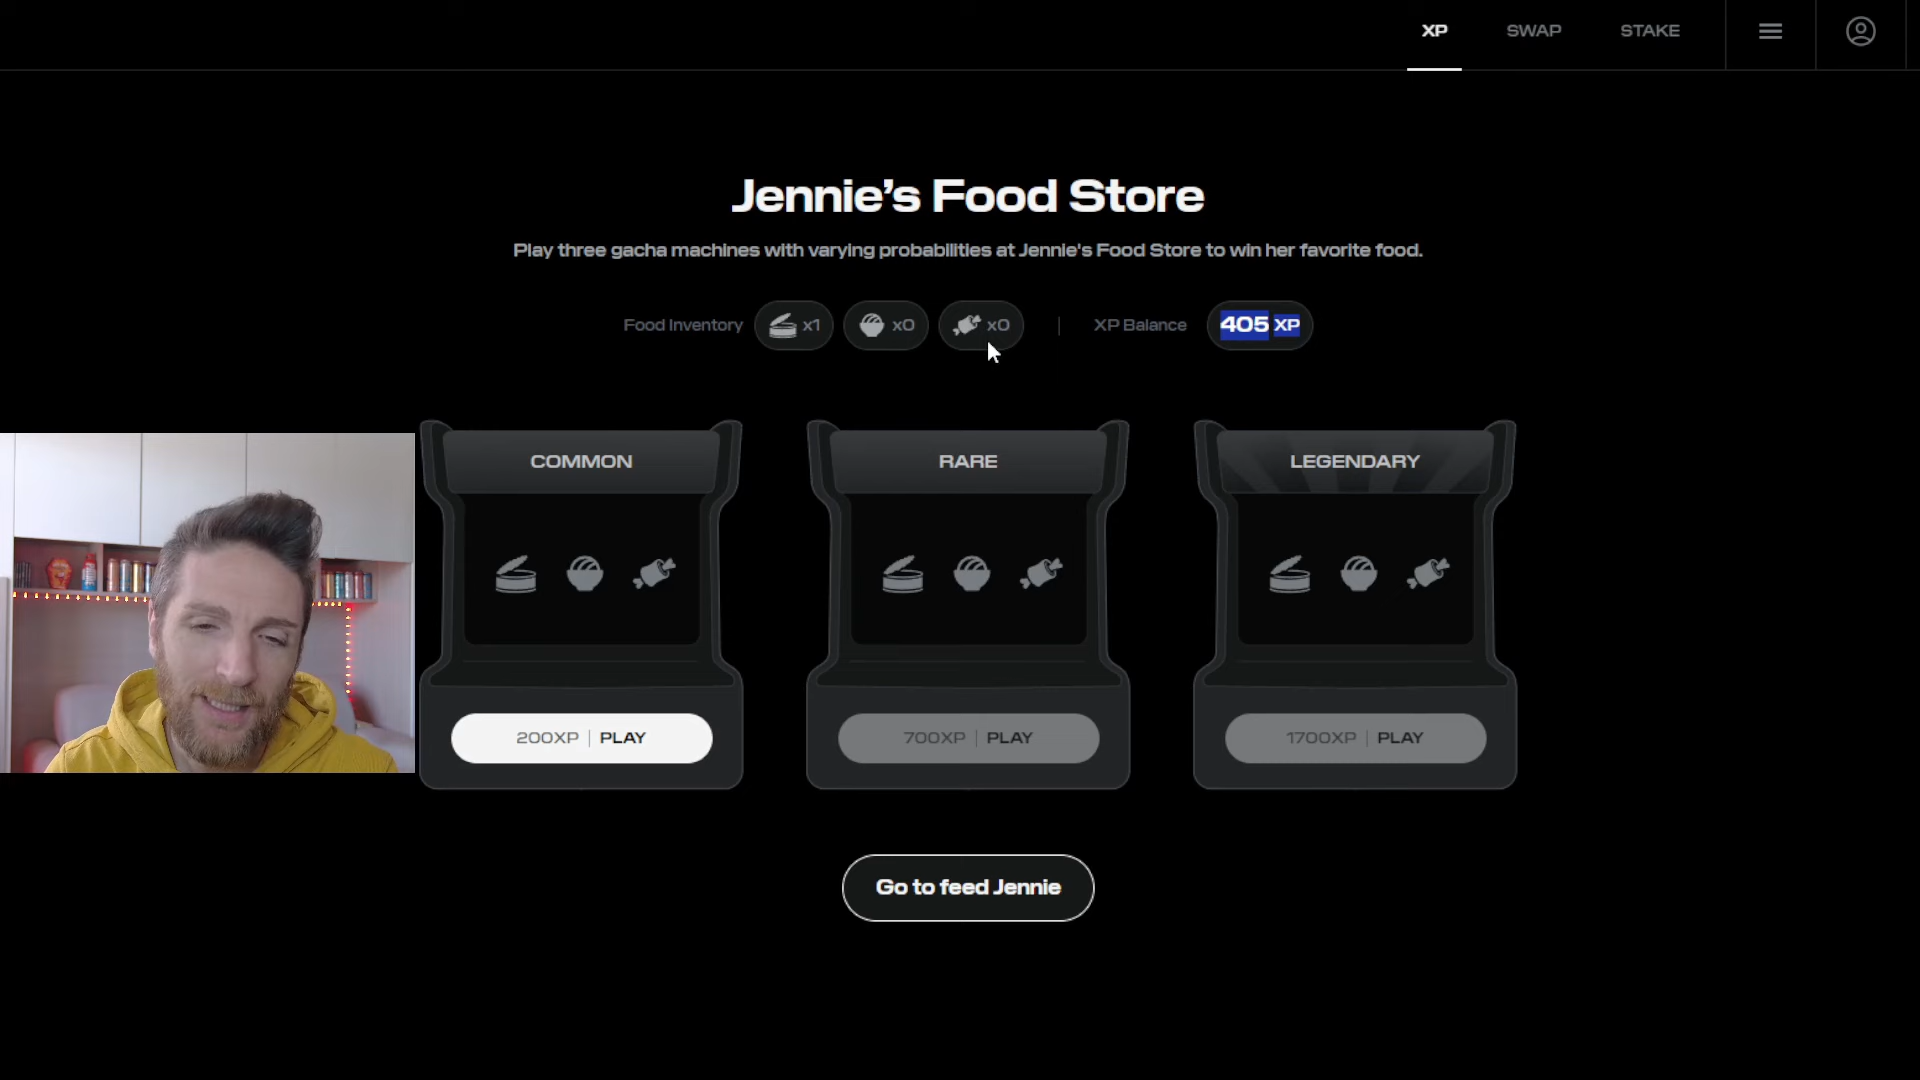 XP SWAP STAKE
Jennie’s Food Store
Play three gacha machines with varying probabilities at Jennie's Food Store to win her favorite food.
Food Inventory x1 x0 x0 | XP Balance 405 XP
COMMON RARE LEGENDARY
200XP | PLAY 700XP | PLAY 1700XP | PLAY
Go to feed Jennie